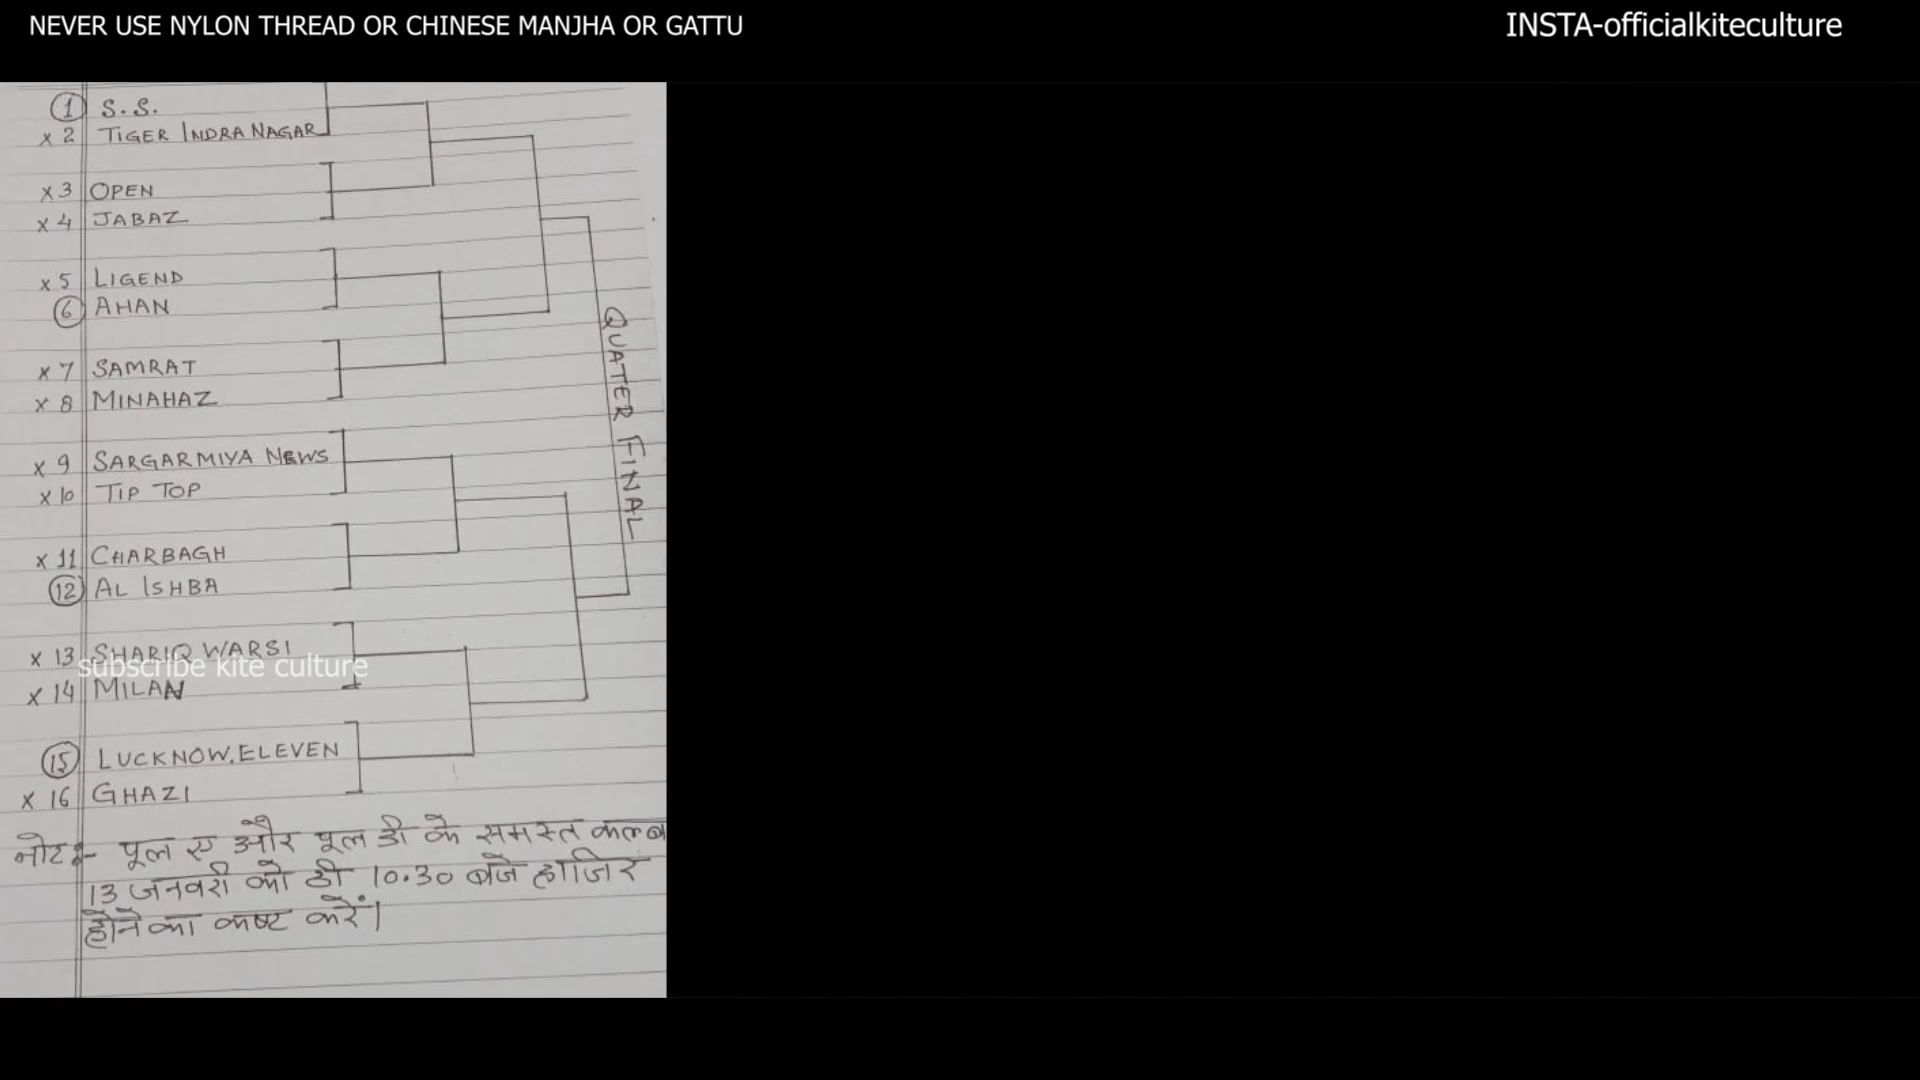 NEVER USE NYLON THREAD OR CHINESE MANJHA OR GATTU
INSTA-officialkiteculture
1 S.S.
x 2 TIGER INDRA NAGAR
x 3 OPEN
x 4 JABAZ
x 5 LIGEND
6 AHAN
x 7 SAMRAT
x 8 MINAHAZ
x 9 SARGARMIYA NEWS
x 10 TIP TOP
x 11 CHARBAGH
12 AL ISHBA
x 13 SHARIQ WARSI
subscribe kite culture
x 14 MILAN
15 LUCKNOW.ELEVEN
x 16 GHAZI
QUATER FINAL
नोट:- पूल ए और पूल डी के समस्त कलब
13 जनवरी को ही 10.30 बजे हाजिर
होने का कष्ट करें।